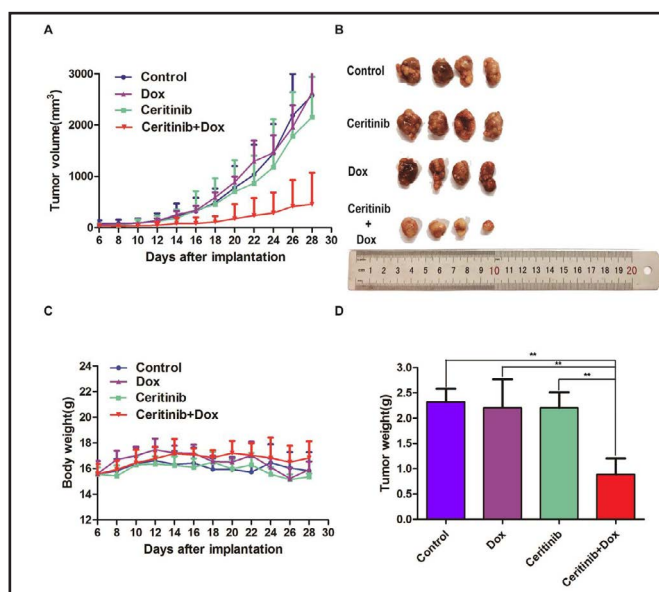 A
Control
Dox
Ceritinib
Ceritinib+Dox
Tumor volume(mm3)
3000
2000
1000
0
6 8 10 12 14 16 18 20 22 24 26 28 30
Days after implantation
B
Control
Ceritinib
Dox
Ceritinib
+
Dox
cm 1 2 3 4 5 6 7 8 9 10 11 12 13 14 15 16 17 18 19 20
C
Control
Dox
Ceritinib
Ceritinib+Dox
Body weight(g)
24
22
20
18
16
14
12
6 8 10 12 14 16 18 20 22 24 26 28 30
Days after implantation
D
** 
**
**
Tumor weight(g)
3.0
2.5
2.0
1.5
1.0
0.5
0.0
Control
Dox
Ceritinib
Ceritinib+Dox